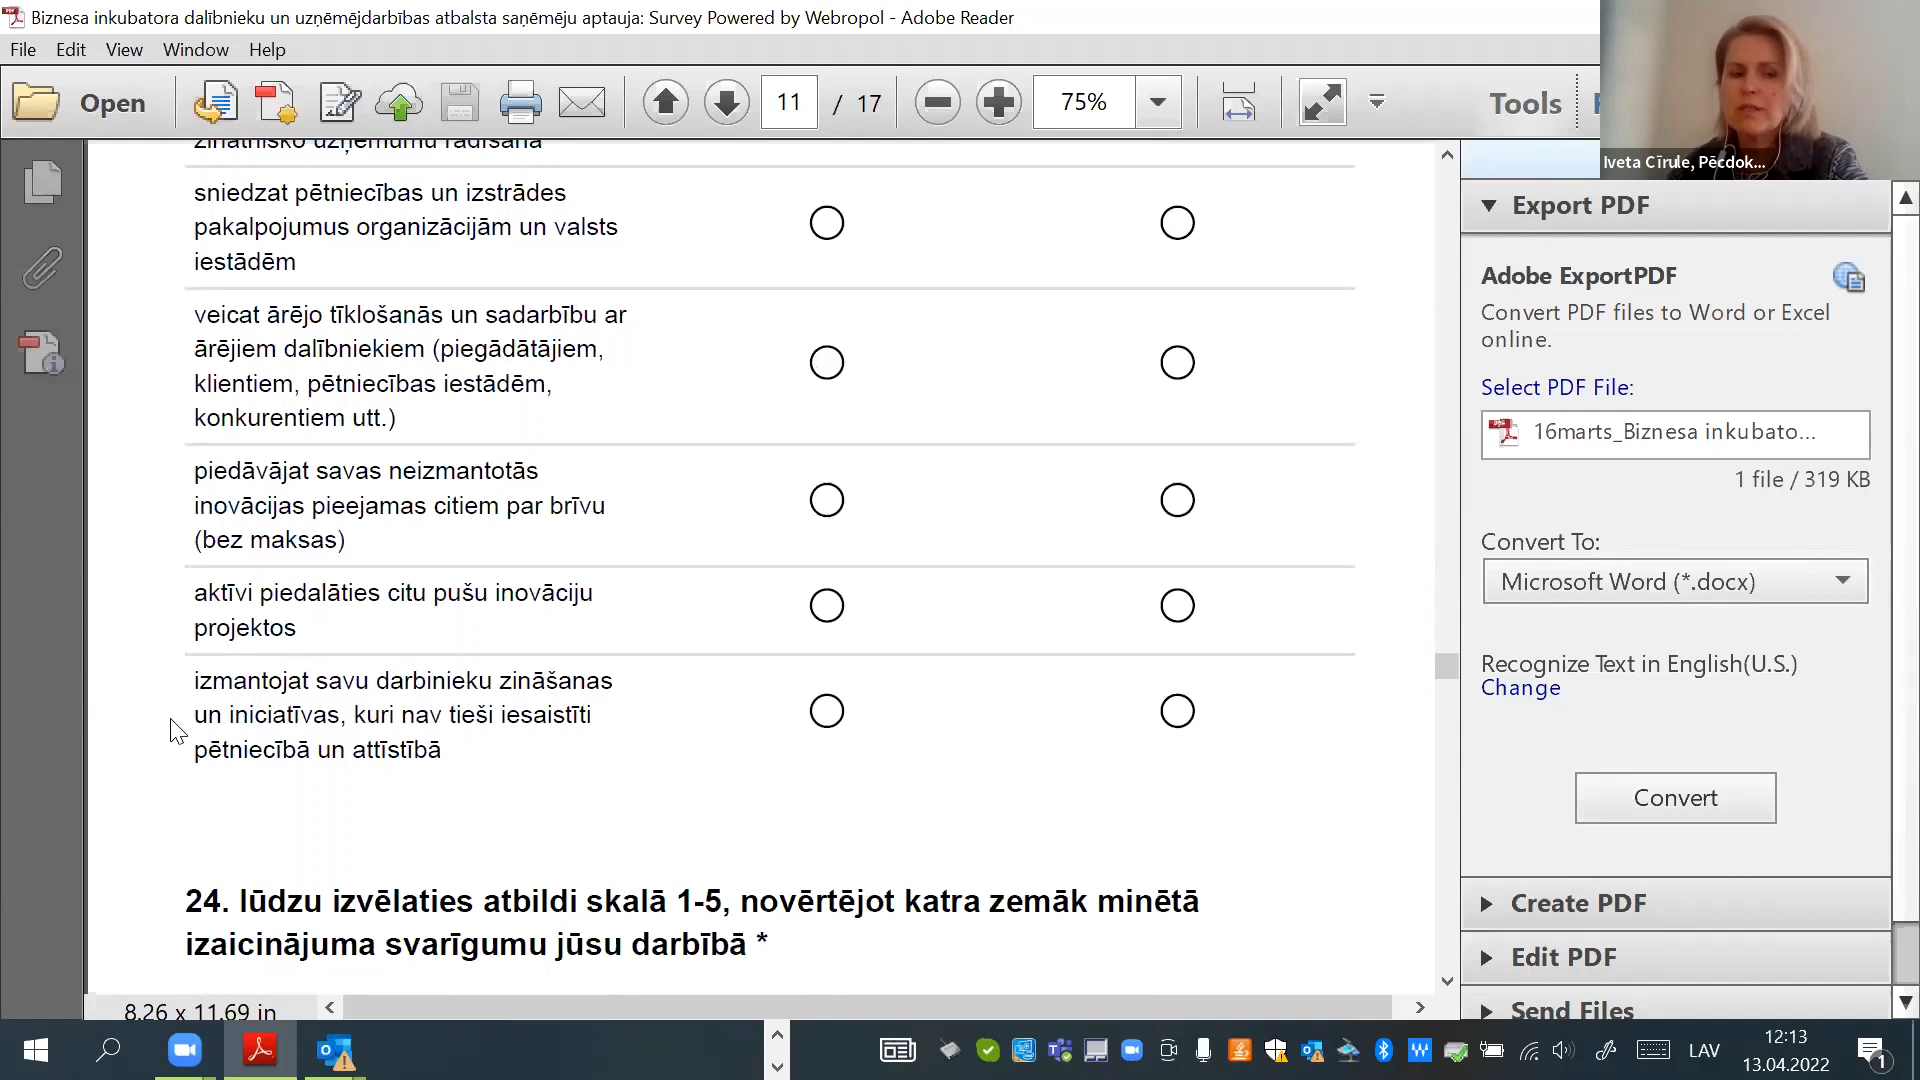 Biznesa inkubatora dalībnieku un uzņēmējdarbības atbalsta saņēmēju aptauja: Survey Powered by Webropol - Adobe Reader
File Edit View Window Help
Open 11 / 17 75% Tools
Iveta Cīrule, Pēcdok...
zinātnisko uzņēmumu radīšana
sniedzat pētniecības un izstrādes
pakalpojumus organizācijām un valsts
iestādēm
veicat ārējo tīklošanās un sadarbību ar
ārējiem dalībniekiem (piegādātājiem,
klientiem, pētniecības iestādēm,
konkurentiem utt.)
piedāvājat savas neizmantotās
inovācijas pieejamas citiem par brīvu
(bez maksas)
aktīvi piedalāties citu pušu inovāciju
projektos
izmantojat savu darbinieku zināšanas
un iniciatīvas, kuri nav tieši iesaistīti
pētniecībā un attīstībā
24. lūdzu izvēlaties atbildi skalā 1-5, novērtējot katra zemāk minētā
izaicinājuma svarīgumu jūsu darbībā *
8.26 x 11.69 in
Export PDF
Adobe ExportPDF
Convert PDF files to Word or Excel
online.
Select PDF File:
16marts_Biznesa inkubato...
1 file / 319 KB
Convert To:
Microsoft Word (*.docx)
Recognize Text in English(U.S.)
Change
Convert
Create PDF
Edit PDF
Send Files
LAV
12:13
13.04.2022
1